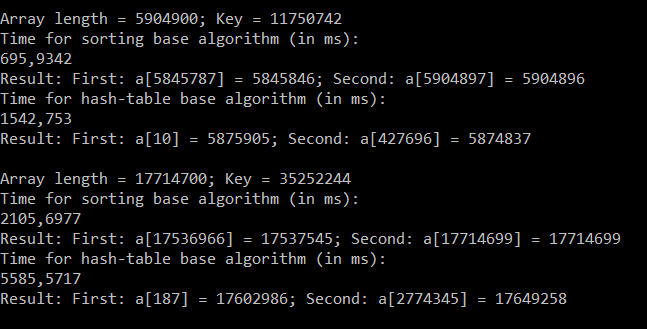 Array length = 5904900; Key = 11750742
Time for sorting base algorithm (in ms):
695,9342
Result: First: a[5845787] = 5845846; Second: a[5904897] = 5904896
Time for hash-table base algorithm (in ms):
1542,753
Result: First: a[10] = 5875905; Second: a[427696] = 5874837
Array length = 17714700; Key = 35252244
Time for sorting base algorithm (in ms):
2105,6977
Result: First: a[17536966] = 17537545; Second: a[17714699] = 17714699
Time for hash-table base algorithm (in ms):
5585,5717
Result: First: a[187] = 17602986; Second: a[2774345] = 17649258